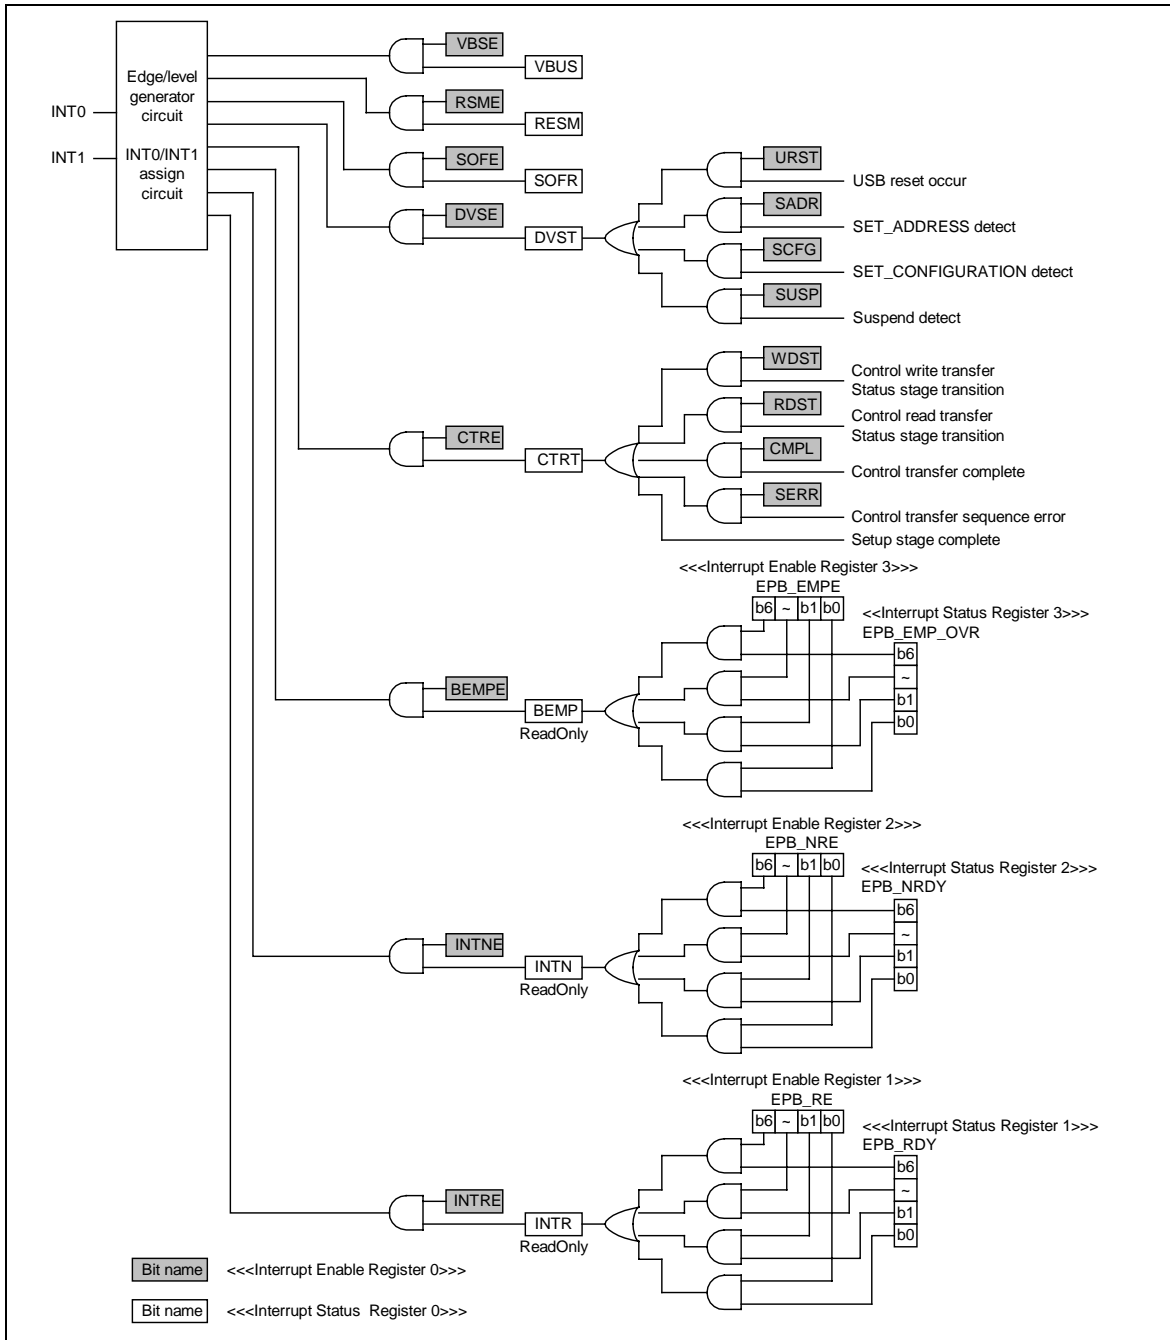 Edge/level
generator
circuit
INT0/INT1
assign
circuit
INT0
INT1
VBSE
VBUS
RSME
RESM
SOFE
SOFR
DVSE
DVST
URST
USB reset occur
SADR
SET_ADDRESS detect
SCFG
SET_CONFIGURATION detect
SUSP
Suspend detect
WDST
Control write transfer
Status stage transition
RDST
Control read transfer
Status stage transition
CTRE
CTRT
CMPL
Control transfer complete
SERR
Control transfer sequence error
Setup stage complete
<<<Interrupt Enable Register 3>>>
EPB_EMPE
b6 ~ b1 b0
<<Interrupt Status Register 3>>>
EPB_EMP_OVR
b6
~
b1
b0
BEMPE
BEMP
ReadOnly
<<<Interrupt Enable Register 2>>>
EPB_NRE
b6 ~ b1 b0
<<<Interrupt Status Register 2>>>
EPB_NRDY
b6
~
b1
b0
INTNE
INTN
ReadOnly
<<<Interrupt Enable Register 1>>>
EPB_RE
b6 ~ b1 b0
<<<Interrupt Status Register 1>>>
EPB_RDY
b6
~
b1
b0
INTRE
INTR
ReadOnly
Bit name <<<Interrupt Enable Register 0>>>
Bit name <<<Interrupt Status Register 0>>>